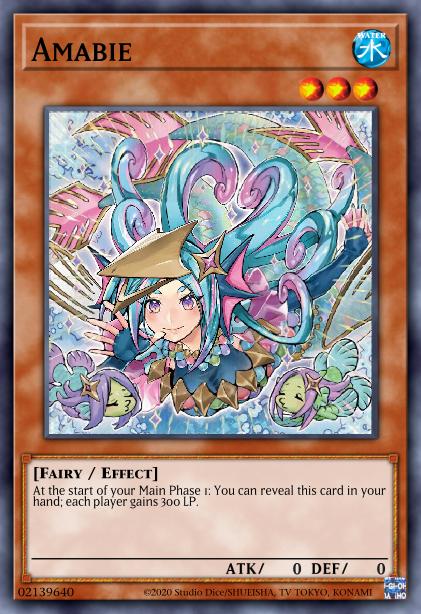 AMABIE
WATER
水
[FAIRY / EFFECT]
At the start of your Main Phase 1: You can reveal this card in your
hand; each player gains 300 LP.
ATK/ 0 DEF/ 0
02139640 ©2020 Studio Dice/SHUEISHA, TV TOKYO, KONAMI